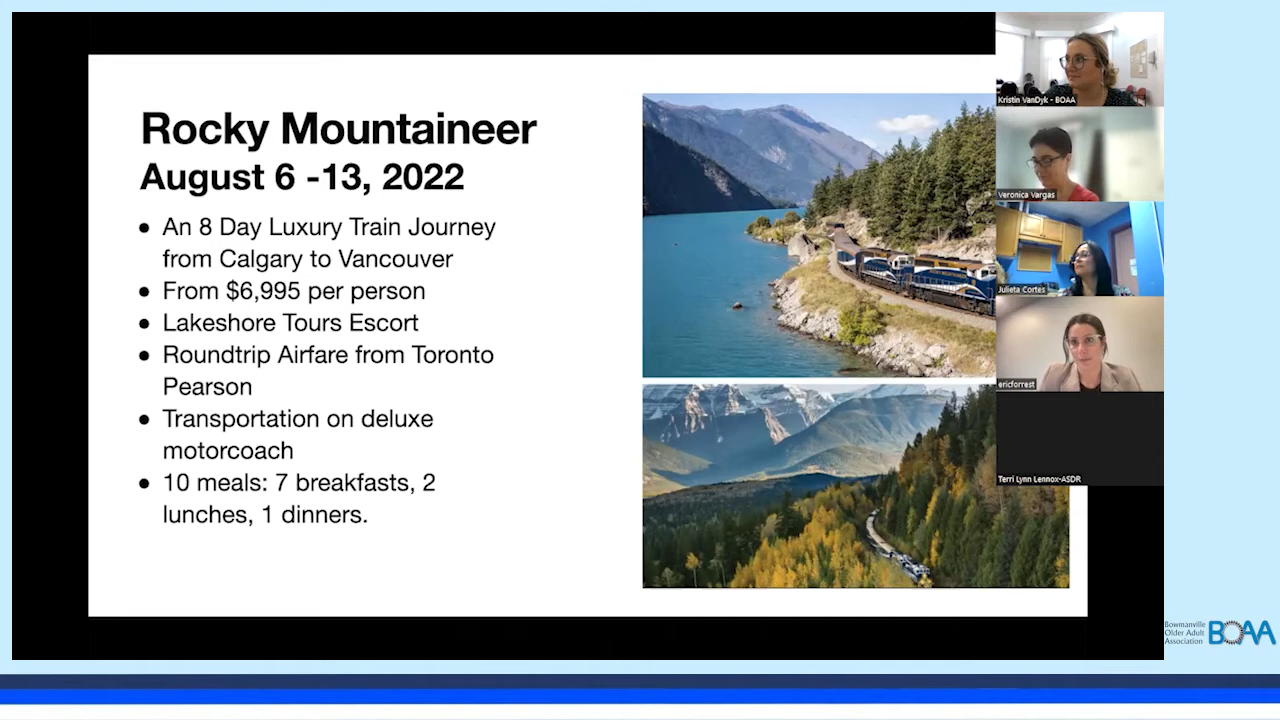 Rocky Mountaineer
August 6 -13, 2022
● An 8 Day Luxury Train Journey
from Calgary to Vancouver
● From $6,995 per person
● Lakeshore Tours Escort
● Roundtrip Airfare from Toronto
Pearson
● Transportation on deluxe
motorcoach
● 10 meals: 7 breakfasts, 2
lunches, 1 dinners.
ROCKY MOUNTAINEER
Kristin VanDyk - BOAA
Veronica Vargas
Julieta Cortes
ericforrest
Terri Lynn Lennox-ASDR
Bowmanville
Older Adult
Association
BOAA